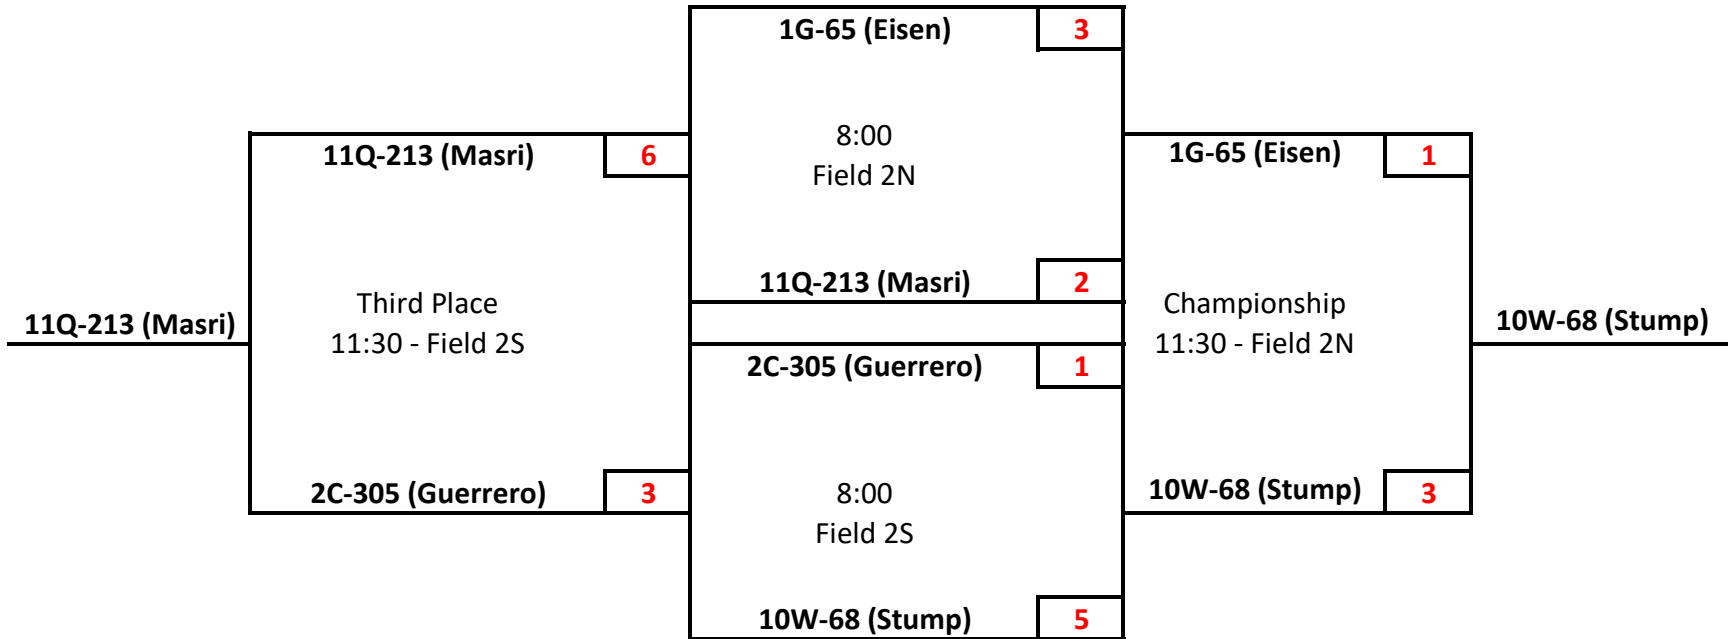 1G-65 (Eisen) 3
8:00
Field 2N
11Q-213 (Masri) 2
11Q-213 (Masri) 6
Third Place
11:30 - Field 2S
2C-305 (Guerrero) 3
11Q-213 (Masri)
2C-305 (Guerrero) 1
8:00
Field 2S
10W-68 (Stump) 5
1G-65 (Eisen) 1
Championship
11:30 - Field 2N
10W-68 (Stump) 3
10W-68 (Stump)